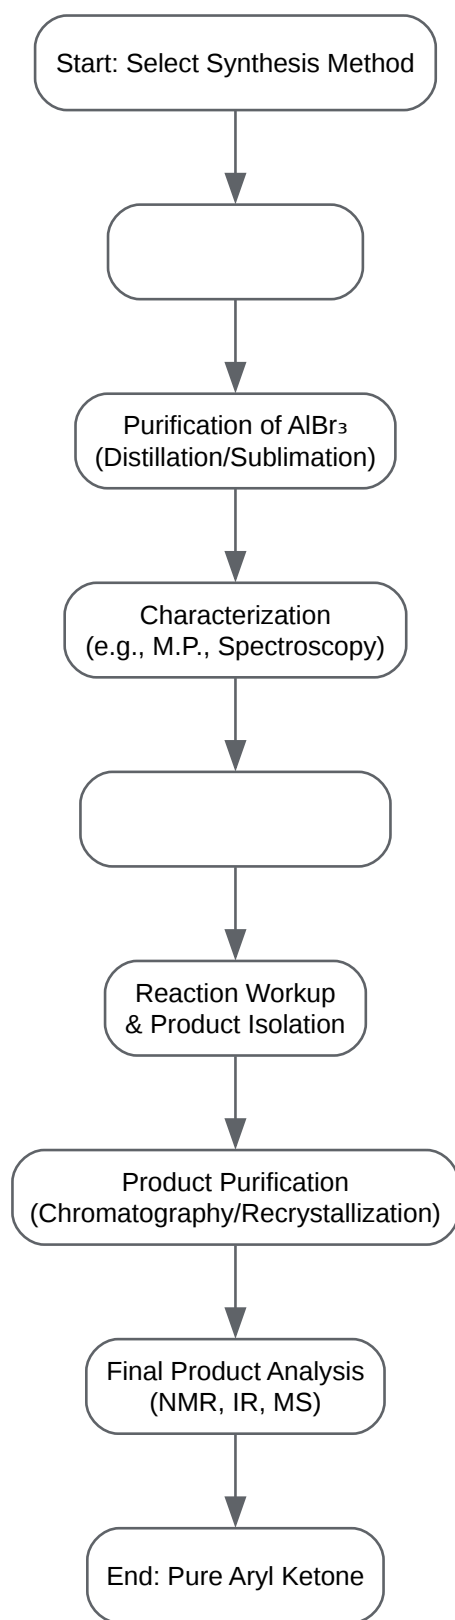 Start: Select Synthesis Method
Purification of AlBr₃
(Distillation/Sublimation)
Characterization
(e.g., M.P., Spectroscopy)
Reaction Workup
& Product Isolation
Product Purification
(Chromatography/Recrystallization)
Final Product Analysis
(NMR, IR, MS)
End: Pure Aryl Ketone